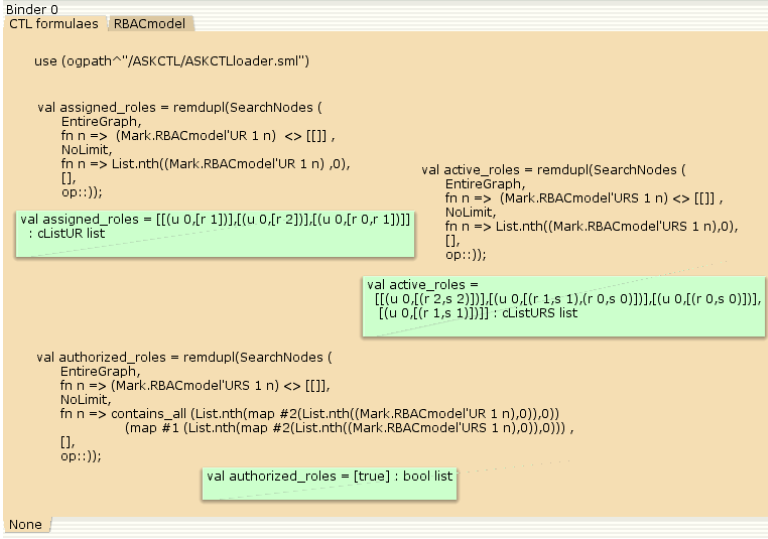 Binder 0
CTL formulaes RBACmodel
use (ogpath^"/ASKCTL/ASKCTLloader.sml")
val assigned_roles = remdupl(SearchNodes (
EntireGraph,
fn n => (Mark.RBACmodel'UR 1 n) <> [[]] ,
NoLimit,
fn n => List.nth((Mark.RBACmodel'UR 1 n) ,0),
[],
op::));
val assigned_roles = [[(u 0,[r 1])],[(u 0,[r 2])],[(u 0,[r 0,r 1])]]
: cListUR list
val active_roles = remdupl(SearchNodes (
EntireGraph,
fn n => (Mark.RBACmodel'URS 1 n) <> [[]] ,
NoLimit,
fn n => List.nth((Mark.RBACmodel'URS 1 n),0),
[],
op::));
val active_roles =
[[(u 0,[(r 2,s 2)])],[(u 0,[(r 1,s 1),(r 0,s 0)])],[(u 0,[(r 0,s 0)])],
[(u 0,[(r 1,s 1)])]] : cListURS list
val authorized_roles = remdupl(SearchNodes (
EntireGraph,
fn n => (Mark.RBACmodel'URS 1 n) <> [[]],
NoLimit,
fn n => contains_all (List.nth(map #2(List.nth((Mark.RBACmodel'UR 1 n),0)),0))
(map #1 (List.nth(map #2(List.nth((Mark.RBACmodel'URS 1 n),0)),0))) ,
[],
op::));
val authorized_roles = [true] : bool list
None